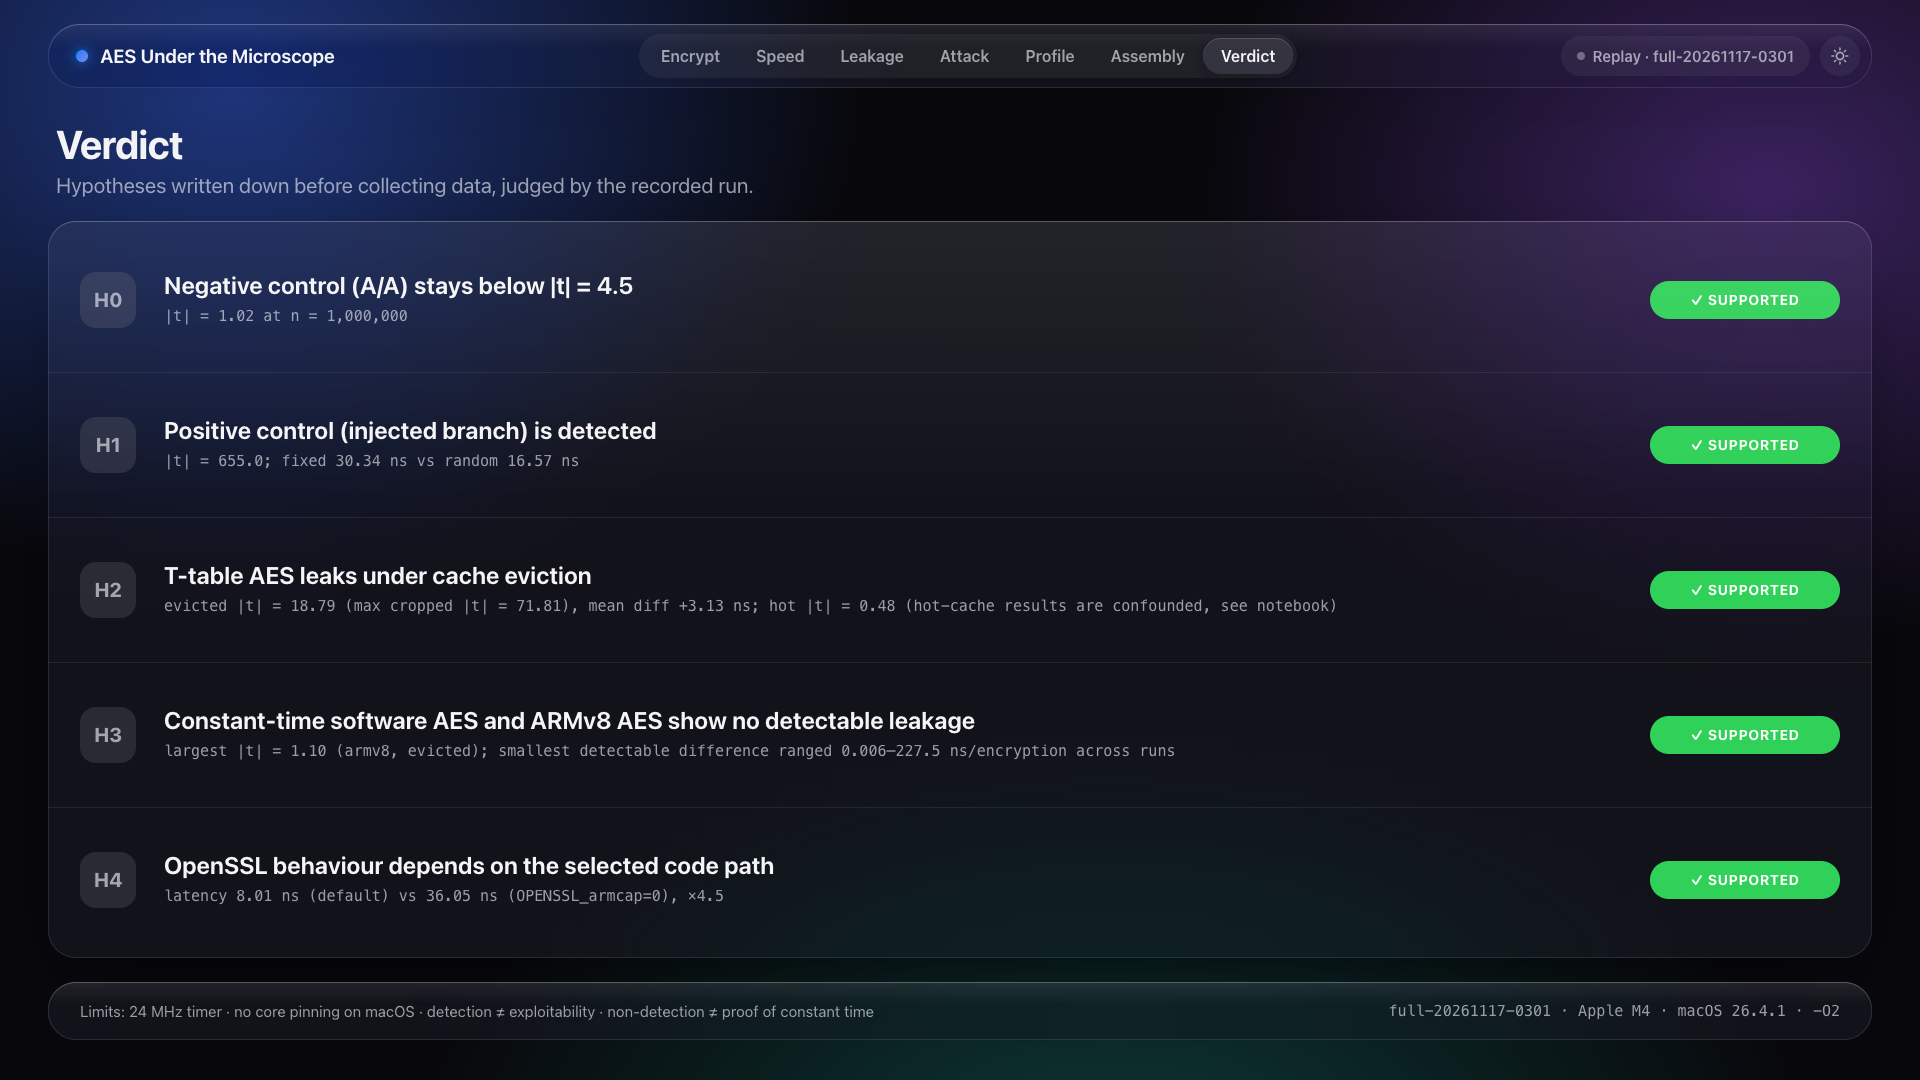 AES Under the Microscope
Encrypt Speed Leakage Attack Profile Assembly Verdict
Replay · full-20261117-0301
Verdict
Hypotheses written down before collecting data, judged by the recorded run.
H0
Negative control (A/A) stays below |t| = 4.5
|t| = 1.02 at n = 1,000,000
✓ SUPPORTED
H1
Positive control (injected branch) is detected
|t| = 655.0; fixed 30.34 ns vs random 16.57 ns
✓ SUPPORTED
H2
T-table AES leaks under cache eviction
evicted |t| = 18.79 (max cropped |t| = 71.81), mean diff +3.13 ns; hot |t| = 0.48 (hot-cache results are confounded, see notebook)
✓ SUPPORTED
H3
Constant-time software AES and ARMv8 AES show no detectable leakage
largest |t| = 1.10 (armv8, evicted); smallest detectable difference ranged 0.006–227.5 ns/encryption across runs
✓ SUPPORTED
H4
OpenSSL behaviour depends on the selected code path
latency 8.01 ns (default) vs 36.05 ns (OPENSSL_armcap=0), ×4.5
✓ SUPPORTED
Limits: 24 MHz timer · no core pinning on macOS · detection ≠ exploitability · non-detection ≠ proof of constant time
full-20261117-0301 · Apple M4 · macOS 26.4.1 · -O2